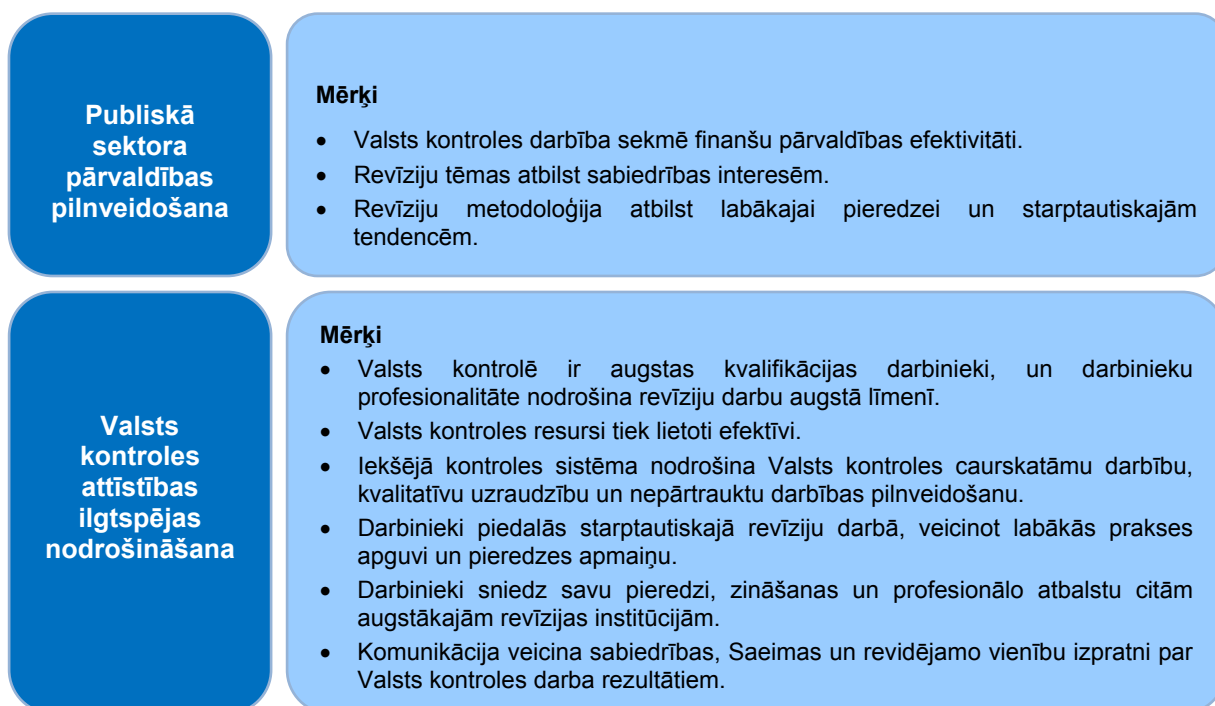 Publiskā
sektora
pārvaldības
pilnveidošana
Mērķi
• Valsts kontroles darbība sekmē finanšu pārvaldības efektivitāti.
• Revīziju tēmas atbilst sabiedrības interesēm.
• Revīziju metodoloģija atbilst labākajai pieredzei un starptautiskajām
tendencēm.
Valsts
kontroles
attīstības
ilgtspējas
nodrošināšana
Mērķi
• Valsts kontrolē ir augstas kvalifikācijas darbinieki, un darbinieku
profesionalitāte nodrošina revīziju darbu augstā līmenī.
• Valsts kontroles resursi tiek lietoti efektīvi.
• Iekšējā kontroles sistēma nodrošina Valsts kontroles caurskatāmu darbību,
kvalitatīvu uzraudzību un nepārtrauktu darbības pilnveidošanu.
• Darbinieki piedalās starptautiskajā revīziju darbā, veicinot labākās prakses
apguvi un pieredzes apmaiņu.
• Darbinieki sniedz savu pieredzi, zināšanas un profesionālo atbalstu citām
augstākajām revīzijas institūcijām.
• Komunikācija veicina sabiedrības, Saeimas un revidējamo vienību izpratni par
Valsts kontroles darba rezultātiem.